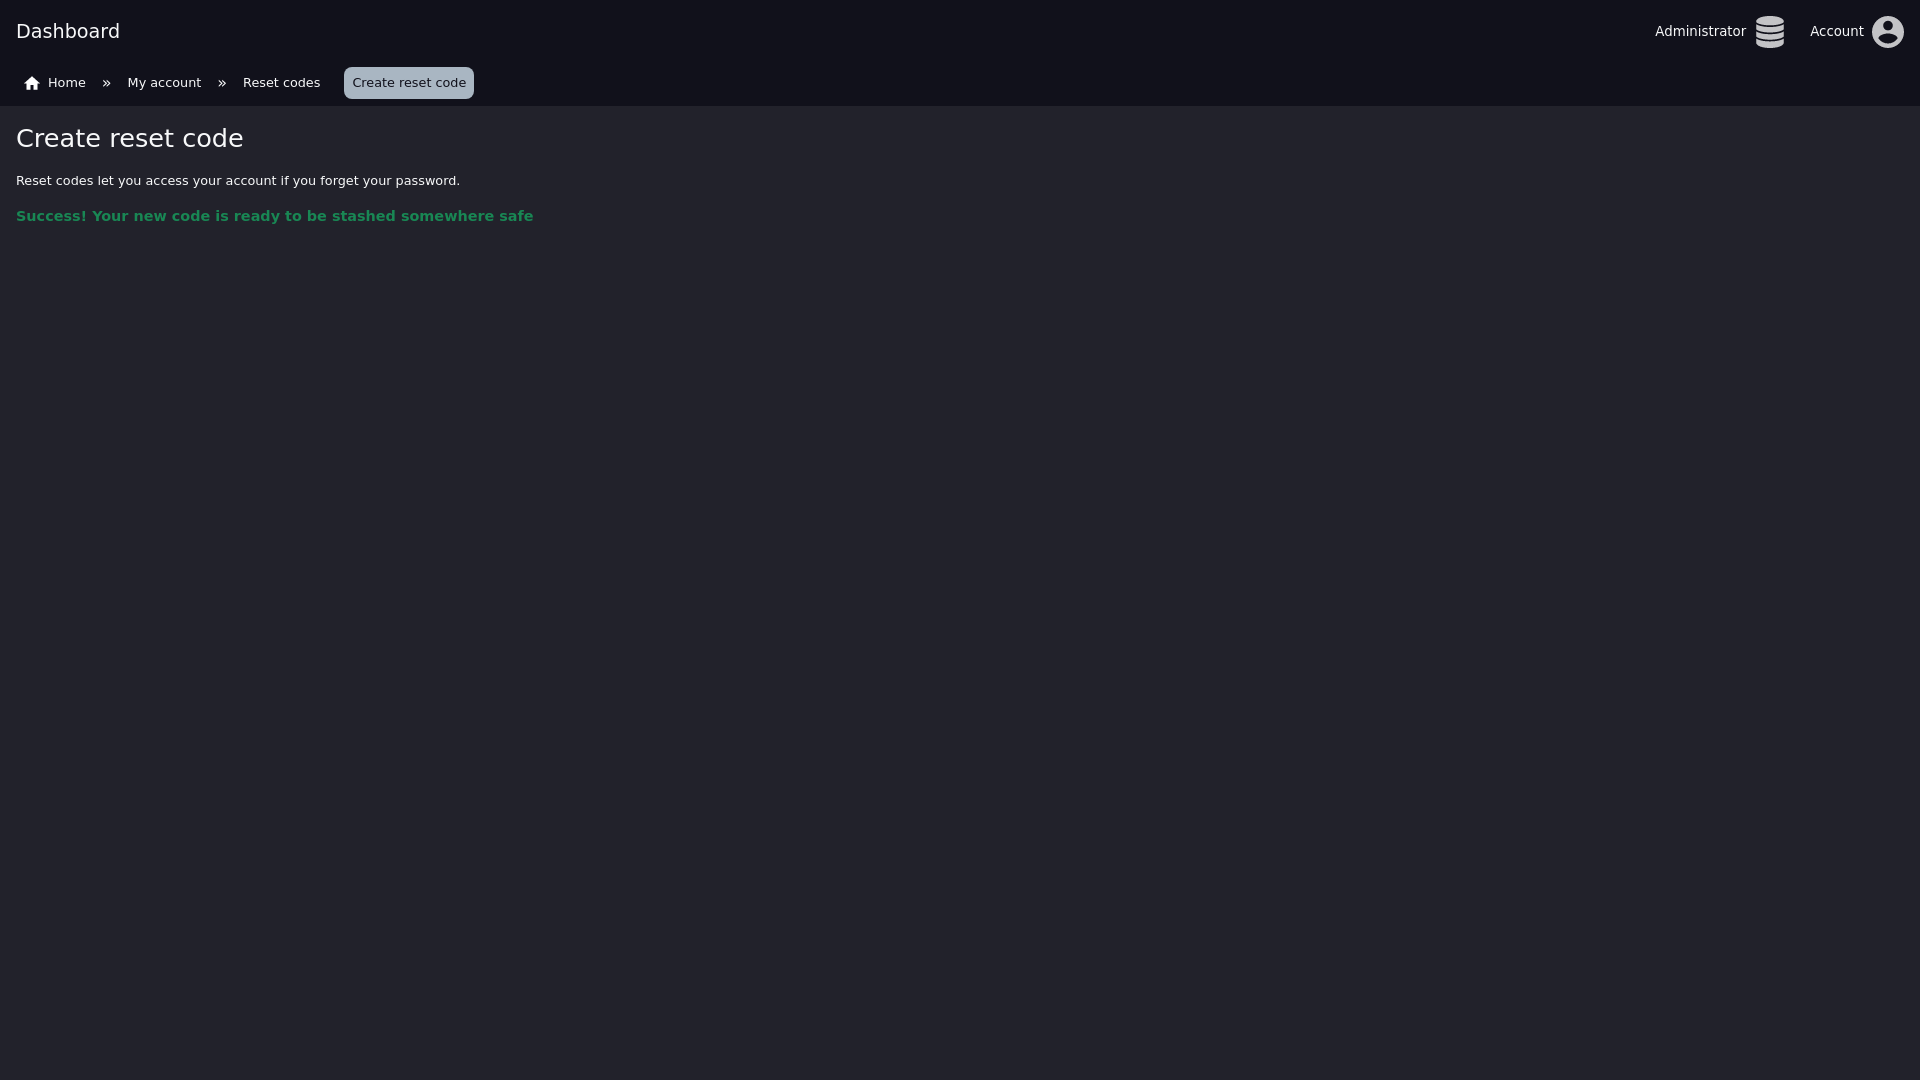 Dashboard
Administrator
Account
Home » My account » Reset codes Create reset code
Create reset code
Reset codes let you access your account if you forget your password.
Success! Your new code is ready to be stashed somewhere safe